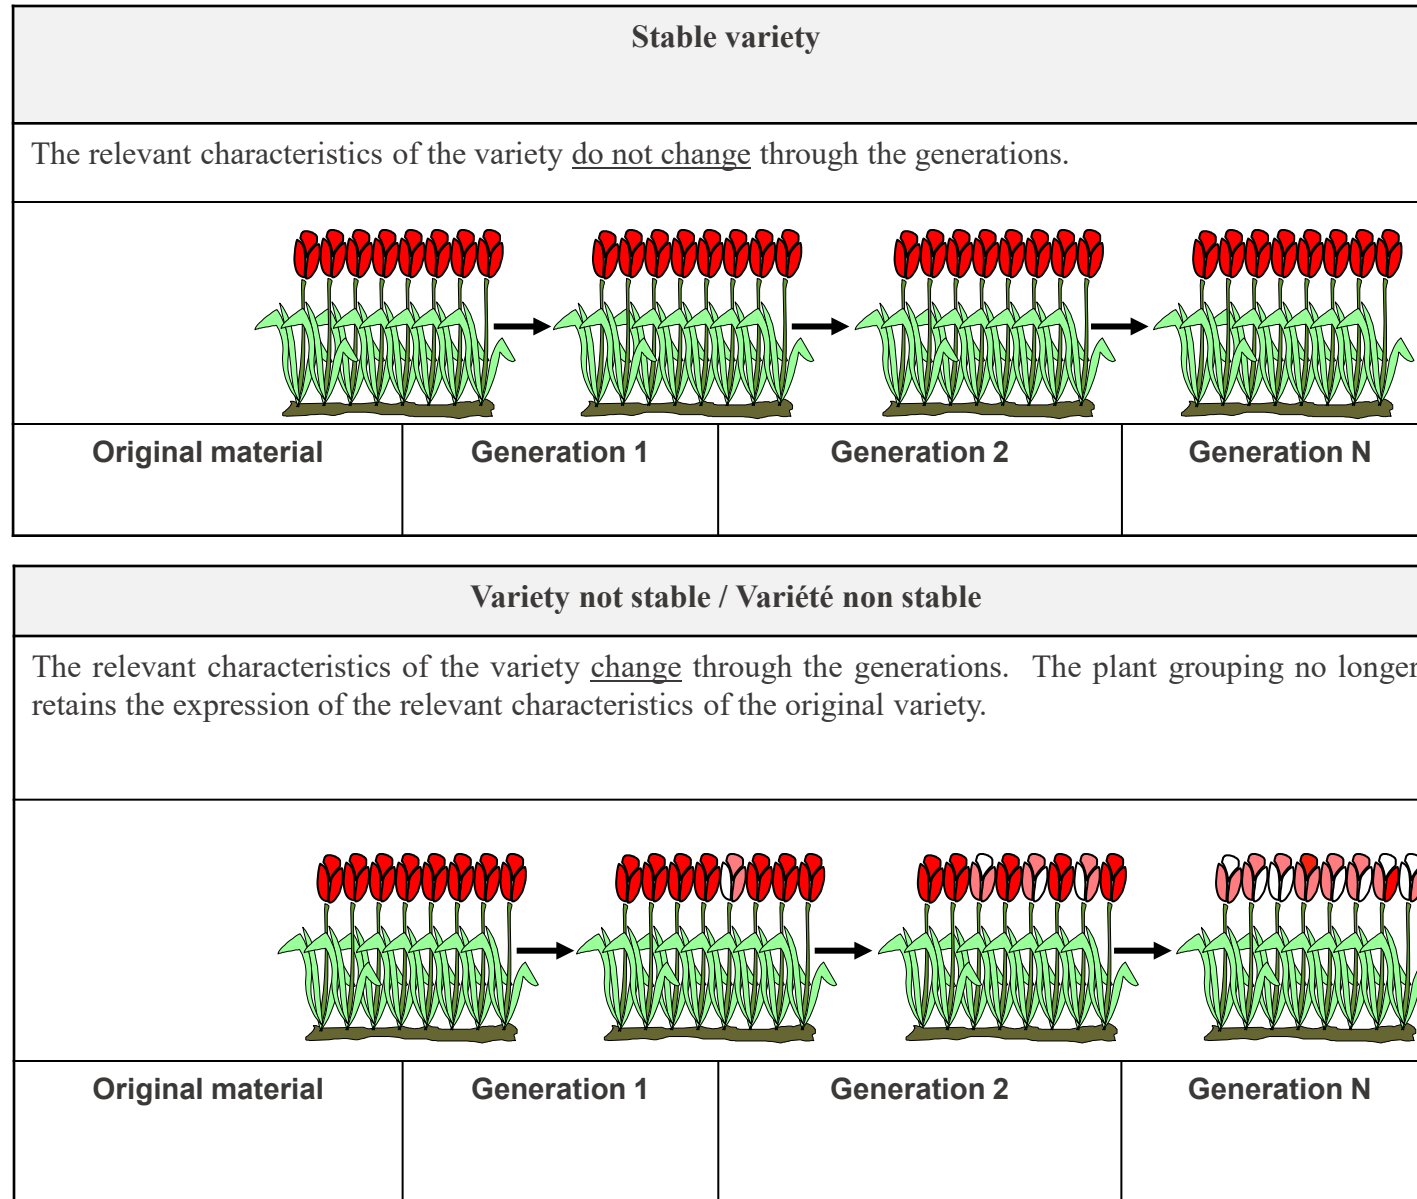 Stable variety
The relevant characteristics of the variety do not change through the generations.
Original material
Generation 1
Generation 2
Generation N
Variety not stable / Variété non stable
The relevant characteristics of the variety change through the generations. The plant grouping no longer
retains the expression of the relevant characteristics of the original variety.
Original material
Generation 1
Generation 2
Generation N